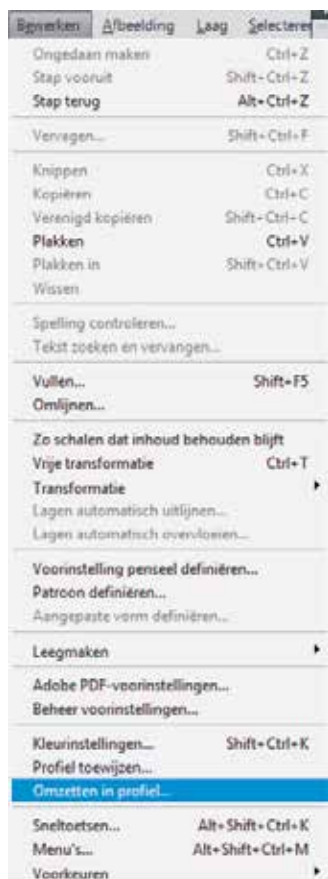 Bewerken Afbeelding Laag Selecteren
Ongedaan maken Ctrl+Z
Stap vooruit Shift+Ctrl+Z
Stap terug Alt+Ctrl+Z
Vervagen... Shift+Ctrl+F
Knippen Ctrl+X
Kopiëren Ctrl+C
Verenigd kopiëren Shift+Ctrl+C
Plakken Ctrl+V
Plakken in Shift+Ctrl+V
Wissen
Spelling controleren...
Tekst zoeken en vervangen...
Vullen... Shift+F5
Omlijnen...
Zo schalen dat inhoud behouden blijft
Vrije transformatie Ctrl+T
Transformatie
Lagen automatisch uitlijnen...
Lagen automatisch overvloeien...
Voorinstelling penseel definiëren...
Patroon definiëren...
Aangepaste vorm definiëren...
Leegmaken
Adobe PDF-voorinstellingen...
Beheer voorinstellingen...
Kleurinstellingen... Shift+Ctrl+K
Profiel toewijzen...
Omzetten in profiel...
Sneltoetsen... Alt+Shift+Ctrl+K
Menu's... Alt+Shift+Ctrl+M
Voorkeuren